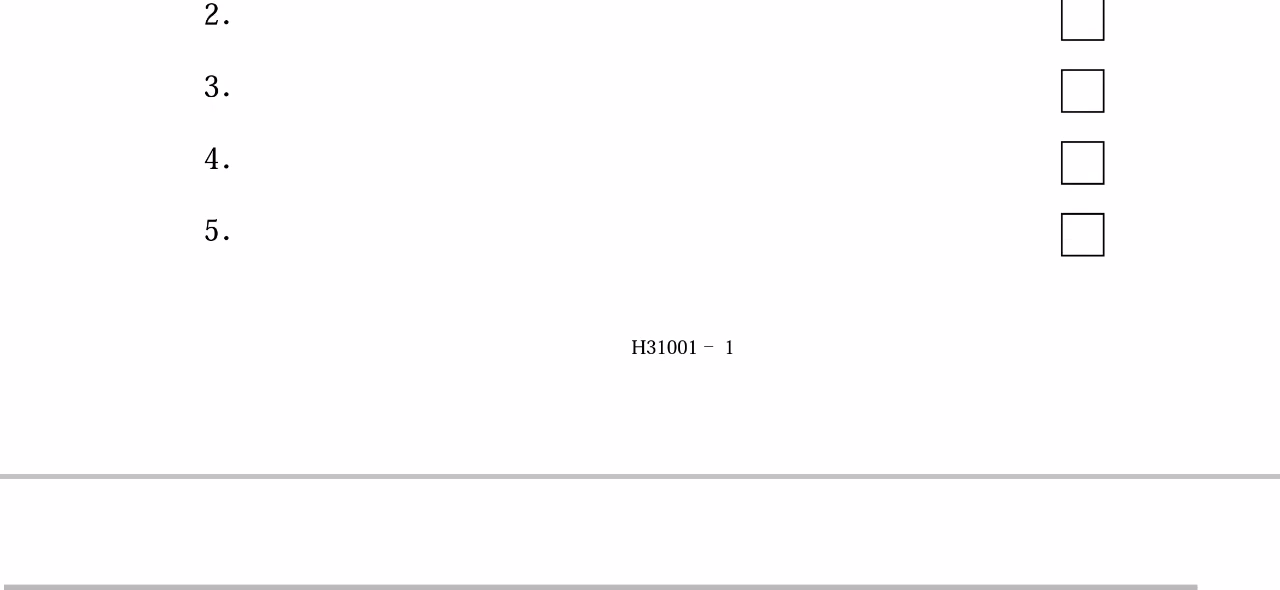 2.
3.
4.
5.
H31001 − 1